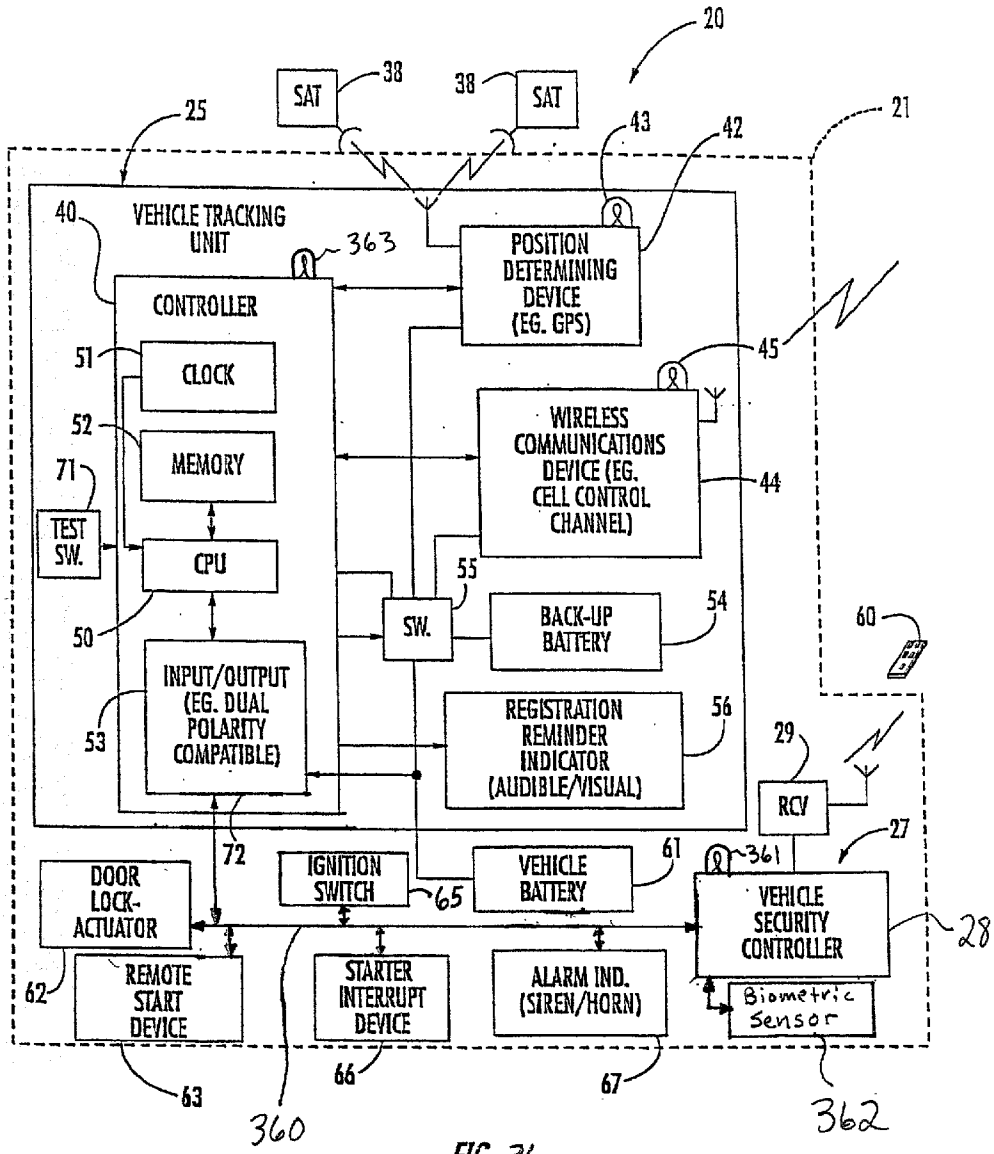 20
38
SAT
38
SAT
25
43
42
21
VEHICLE TRACKING
UNIT
40
363
POSITION
DETERMINING
DEVICE
(EG. GPS)
CONTROLLER
51
CLOCK
45
52
MEMORY
WIRELESS
COMMUNICATIONS
DEVICE (EG.
CELL CONTROL
CHANNEL)
44
71
TEST
SW.
CPU
50
55
SW.
BACK-UP
BATTERY
54
60
53
INPUT/OUTPUT
(EG. DUAL
POLARITY
COMPATIBLE)
REGISTRATION
REMINDER
INDICATOR
(AUDIBLE/VISUAL)
56
29
RCV
72
27
361
DOOR
LOCK-
ACTUATOR
IGNITION
SWITCH
65
VEHICLE
BATTERY
61
VEHICLE
SECURITY
CONTROLLER
28
62
REMOTE
START
DEVICE
STARTER
INTERRUPT
DEVICE
ALARM IND.
(SIREN/HORN)
Biometric
Sensor
63
66
67
362
360